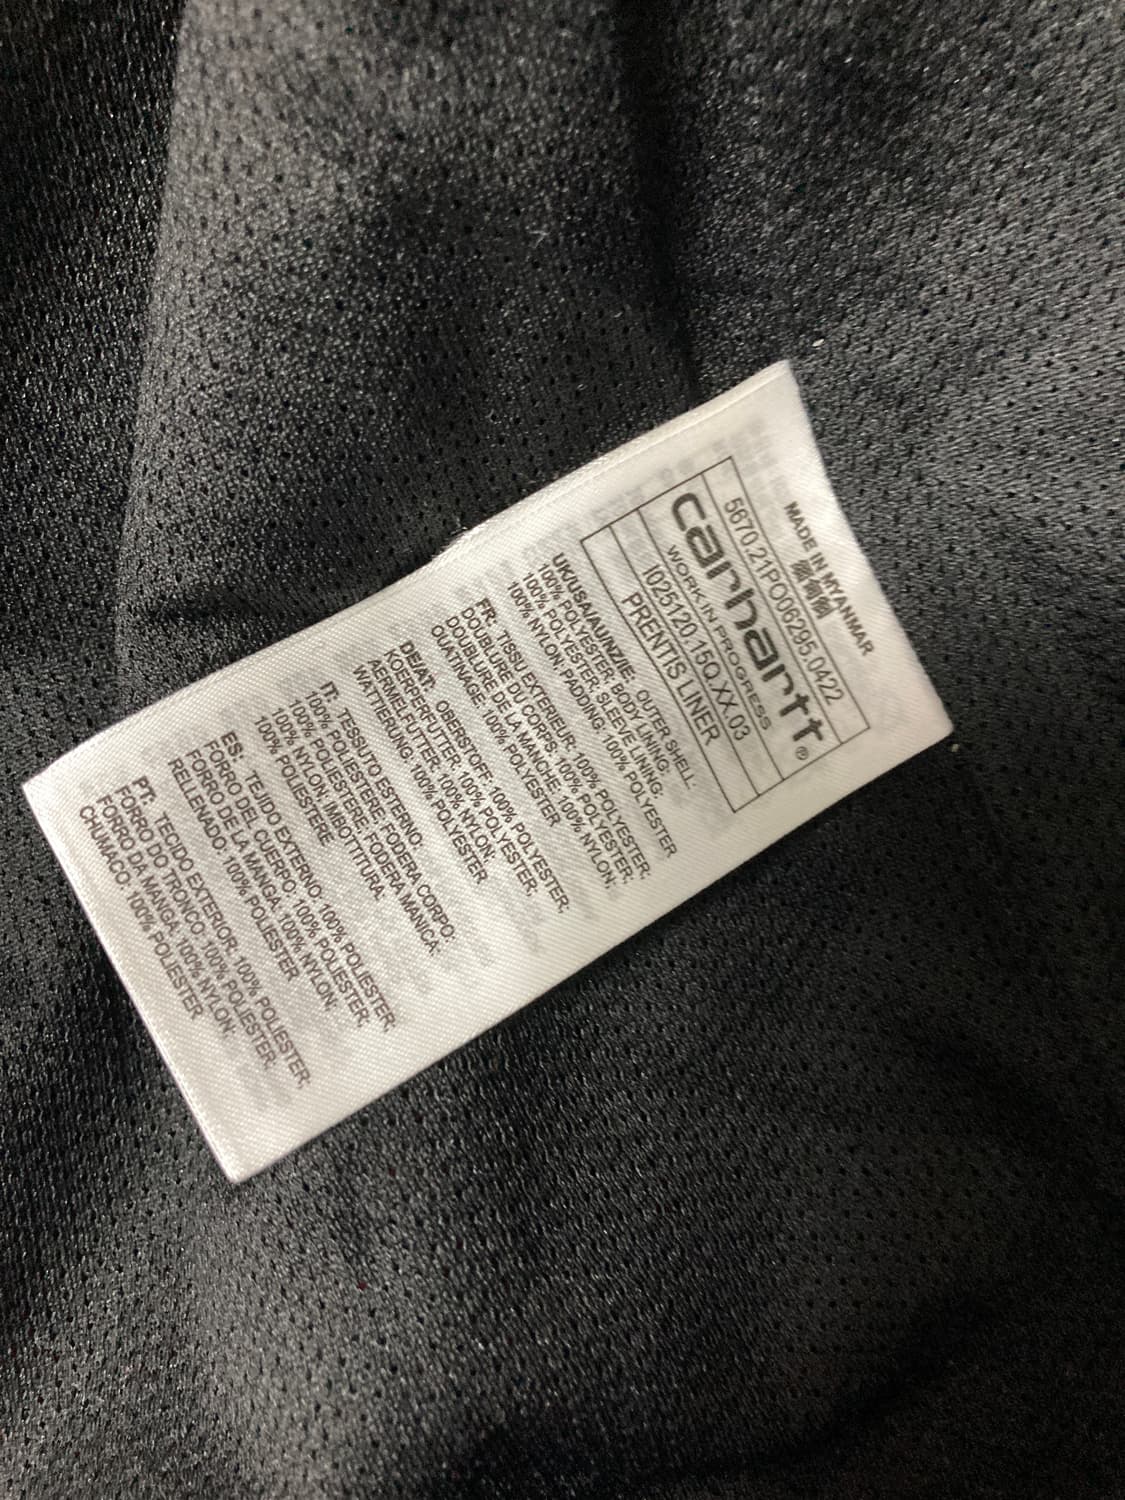 MADE IN MYANMAR
5670.21PO06295.0422
carhartt®
WORK IN PROGRESS
I025120.15Q.XX.03
PRENTIS LINER
UK/USA/AU/NZ/IE: OUTER SHELL:
100% POLYESTER; BODY LINING:
100% POLYESTER; SLEEVE LINING:
100% NYLON; PADDING: 100% POLYESTER
FR: TISSU EXTERIEUR: 100% POLYESTER;
DOUBLURE DU CORPS: 100% POLYESTER;
DOUBLURE DE LA MANCHE: 100% NYLON;
OUATINAGE: 100% POLYESTER
DE/AT: OBERSTOFF: 100% POLYESTER;
KOERPERFUTTER: 100% POLYESTER;
AERMELFUTTER: 100% NYLON;
WATTIERUNG: 100% POLYESTER
IT: TESSUTO ESTERNO:
100% POLIESTERE; FODERA CORPO:
100% POLIESTERE; FODERA MANICA:
100% NYLON; IMBOTTITURA:
100% POLIESTERE
ES: TEJIDO EXTERNO: 100% POLIESTER;
FORRO DEL CUERPO: 100% POLIESTER;
FORRO DE LA MANGA: 100% NYLON;
RELLENADO: 100% POLIESTER
PT: TECIDO EXTERIOR: 100% POLIESTER;
FORRO DO TRONCO: 100% POLIESTER;
FORRO DA MANGA: 100% NYLON;
CHUMACO: 100% POLIESTER